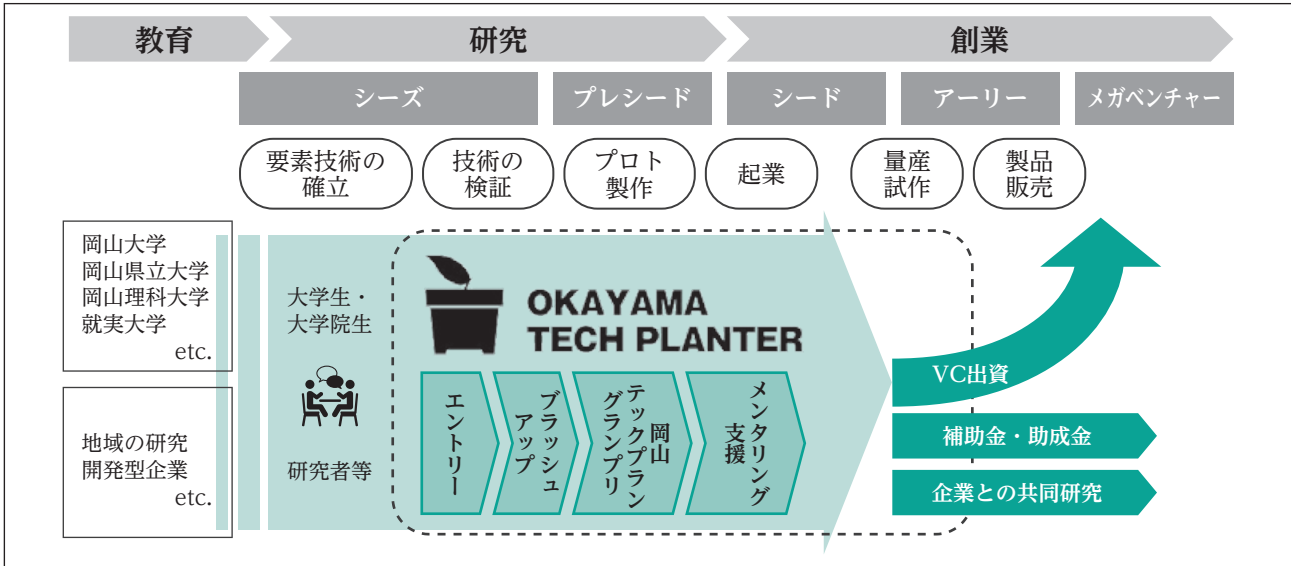 教育
研究
創業
シーズ
プレシード
シード
アーリー
メガベンチャー
要素技術の
確立
技術の
検証
プロト
製作
起業
量産
試作
製品
販売
岡山大学
岡山県立大学
岡山理科大学
就実大学
etc.
地域の研究
開発型企業
etc.
大学生・
大学院生
研究者等
OKAYAMA
TECH PLANTER
エントリー
ブラッシュ
アップ
岡山
テックプラン
グランプリ
メンタリング
支援
VC出資
補助金・助成金
企業との共同研究